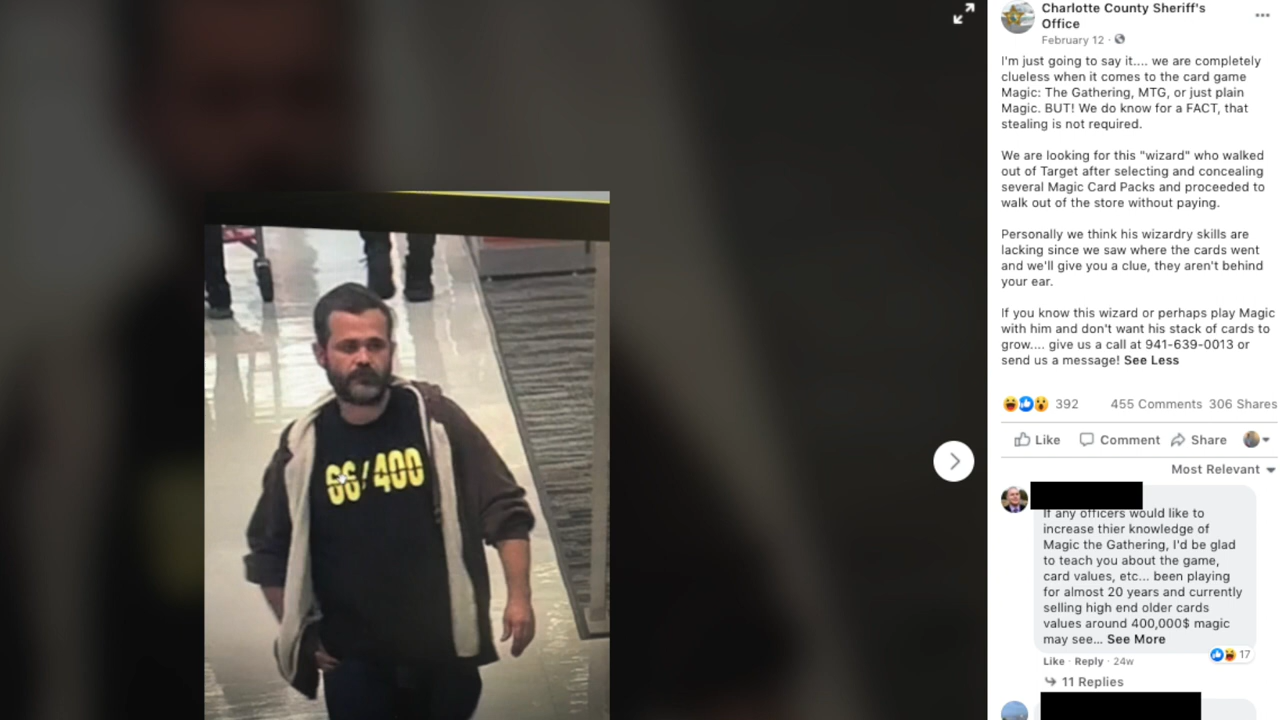 66/400
Charlotte County Sheriff's
Office
February 12 ·
I'm just going to say it.... we are completely
clueless when it comes to the card game
Magic: The Gathering, MTG, or just plain
Magic. BUT! We do know for a FACT, that
stealing is not required.
We are looking for this "wizard" who walked
out of Target after selecting and concealing
several Magic Card Packs and proceeded to
walk out of the store without paying.
Personally we think his wizardry skills are
lacking since we saw where the cards went
and we'll give you a clue, they aren't behind
your ear.
If you know this wizard or perhaps play Magic
with him and don't want his stack of cards to
grow.... give us a call at 941-639-0013 or
send us a message! See Less
392 455 Comments 306 Shares
Like Comment Share
Most Relevant
If any officers would like to
increase thier knowledge of
Magic the Gathering, I'd be glad
to teach you about the game,
card values, etc... been playing
for almost 20 years and currently
selling high end older cards
values around 400,000$ magic
may see... See More
17
Like · Reply · 24w
11 Replies